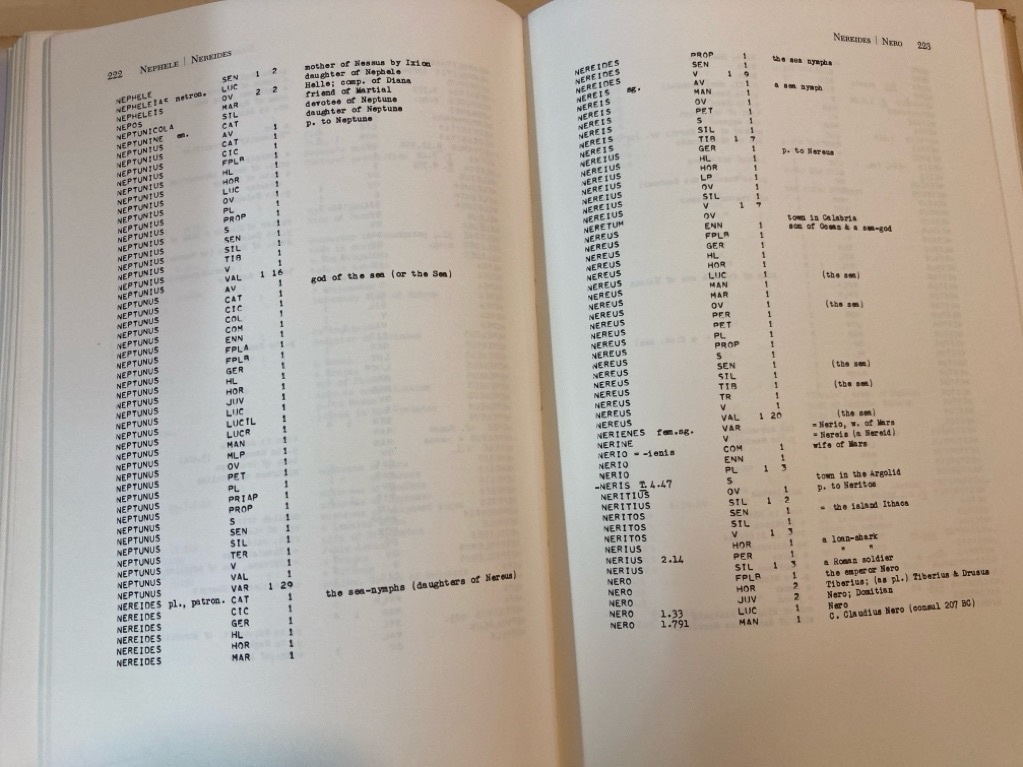 222 NEPHELE | NEREIDES
NEPHELE SEN 1 2 mother of Nessus by Ixion
NEPHELEIAS metron. LUC daughter of Nephele
NEPHELEIS OV 2 2 Helle; comp. of Diana
NEPOS MAR friend of Martial
NEPTUNICOLA SIL devotee of Neptune
NEPTUNINE en. CAT daughter of Neptune
NEPTUNIUS AV 1 p. to Neptune
NEPTUNIUS CAT 1
NEPTUNIUS CIC 1
NEPTUNIUS FPLR 1
NEPTUNIUS HL 1
NEPTUNIUS HOR 1
NEPTUNIUS LUC 1
NEPTUNIUS OV 1
NEPTUNIUS PL 1
NEPTUNIUS PROP 1
NEPTUNIUS S 1
NEPTUNIUS SEN 1
NEPTUNIUS SIL 1
NEPTUNIUS TIB 1
NEPTUNIUS V 1
NEPTUNIUS VAL 1 16
NEPTUNUS AV 1 god of the sea (or the Sea)
NEPTUNUS CAT 1
NEPTUNUS CIC 1
NEPTUNUS COL 1
NEPTUNUS COM 1
NEPTUNUS ENN 1
NEPTUNUS FPLA 1
NEPTUNUS FPLR 1
NEPTUNUS GER 1
NEPTUNUS HL 1
NEPTUNUS HOR 1
NEPTUNUS JUV 1
NEPTUNUS LUC 1
NEPTUNUS LUCIL 1
NEPTUNUS LUCR 1
NEPTUNUS MAN 1
NEPTUNUS MLP 1
NEPTUNUS OV 1
NEPTUNUS PET 1
NEPTUNUS PL 1
NEPTUNUS PRIAP 1
NEPTUNUS PROP 1
NEPTUNUS S 1
NEPTUNUS SEN 1
NEPTUNUS SIL 1
NEPTUNUS TER 1
NEPTUNUS V 1
NEPTUNUS VAL 1
NEPTUNUS VAR 1 29
NEREIDES pl., patron. CAT 1 the sea-nymphs (daughters of Nereus)
NEREIDES CIC 1
NEREIDES GER 1
NEREIDES HL 1
NEREIDES HOR 1
NEREIDES MAR 1
NEREIDES | NERO 223
NEREIDES PROP 1 the sea nymphs
NEREIDES SEN 1
NEREIDES V 1 9
NEREIS sg. AV 1 a sea nymph
NEREIS MAN 1
NEREIS OV 1
NEREIS PET 1
NEREIS S 1
NEREIS SIL 1
NEREIS TIB 1 7
NEREIUS GER 1 p. to Nereus
NEREIUS HL 1
NEREIUS HOR 1
NEREIUS LP 1
NEREIUS OV 1
NEREIUS SIL 1
NEREIUS V 1 7
NERETUM OV town in Calabria
NEREUS ENN 1 son of Ocean & a sea-god
NEREUS FPLR 1
NEREUS GER 1
NEREUS HL 1
NEREUS HOR 1
NEREUS LUC 1 (the sea)
NEREUS MAN 1
NEREUS MAR 1
NEREUS OV 1 (the sea)
NEREUS PER 1
NEREUS PET 1
NEREUS PL 1
NEREUS PROP 1
NEREUS S 1
NEREUS SEN 1 (the sea)
NEREUS SIL 1
NEREUS TIB 1 (the sea)
NEREUS TR 1
NEREUS V 1
NEREUS VAL 1 20 (the sea)
NERIENES fem.sg. VAR = Nerio, w. of Mars
NERINE V = Nereis (a Nereid)
NERIO = -ienis COM 1 wife of Mars
NERIO ENN 1
NERIO PL 1 3
-NERIS T.4.47 S town in the Argolid
NERITIUS OV 1 p. to Neritos
NERITIUS SIL 1 2
NERITOS SEN 1 = the island Ithaca
NERITOS SIL 1
NERITOS V 1 3
NERIUS HOR 1 a loan-shark
NERIUS 2.14 PER 1 " "
NERIUS SIL 1 3 a Roman soldier
NERO FPLR 1 the emperor Nero
NERO HOR 2 Tiberius; (as pl.) Tiberius & Drusus
NERO JUV 2 Nero; Domitian
NERO 1.33 LUC 1 Nero
NERO 1.791 MAN 1 C. Claudius Nero (consul 207 BC)